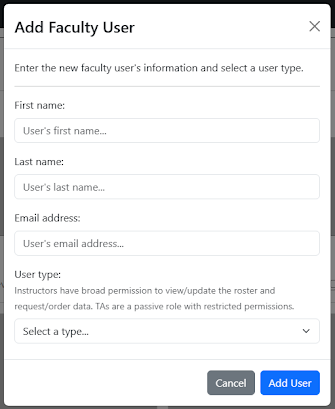 Add Faculty User
Enter the new faculty user's information and select a user type.
First name:
User's first name...
Last name:
User's last name...
Email address:
User's email address...
User type:
Instructors have broad permission to view/update the roster and
request/order data. TAs are a passive role with restricted permissions.
Select a type...
Cancel
Add User